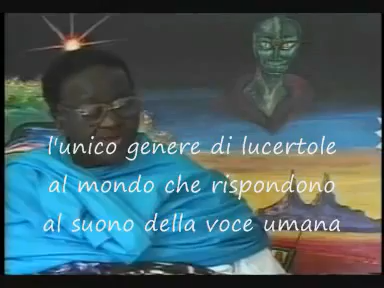 l'unico genere di lucertole
al mondo che rispondono
al suono della voce umana